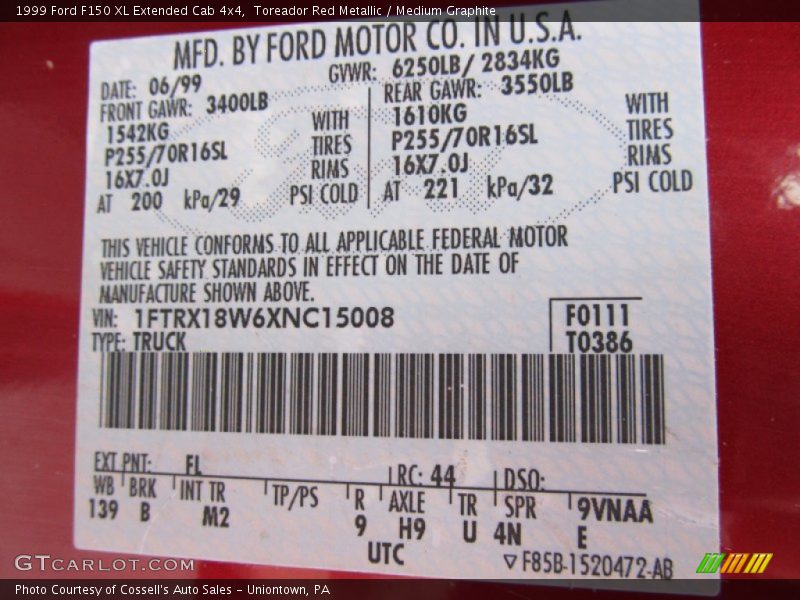 1999 Ford F150 XL Extended Cab 4x4, Toreador Red Metallic / Medium Graphite
MFD. BY FORD MOTOR CO. IN U.S.A.
DATE: 06/99 GVWR: 6250LB/ 2834KG
FRONT GAWR: 3400LB REAR GAWR: 3550LB
1542KG WITH 1610KG WITH
P255/70R16SL TIRES P255/70R16SL TIRES
16X7.0J RIMS 16X7.0J RIMS
AT 200 kPa/29 PSI COLD AT 221 kPa/32 PSI COLD
THIS VEHICLE CONFORMS TO ALL APPLICABLE FEDERAL MOTOR
VEHICLE SAFETY STANDARDS IN EFFECT ON THE DATE OF
MANUFACTURE SHOWN ABOVE.
VIN: 1FTRX18W6XNC15008 F0111
TYPE: TRUCK T0386
EXT PNT: FL RC: 44 DSO:
WB BRK INT TR TP/PS R AXLE TR SPR 9VNAA
139 B M2 9 H9 U 4N E
UTC ▽F85B-1520472-AB
GTCARLOT.COM
Photo Courtesy of Cossell's Auto Sales - Uniontown, PA